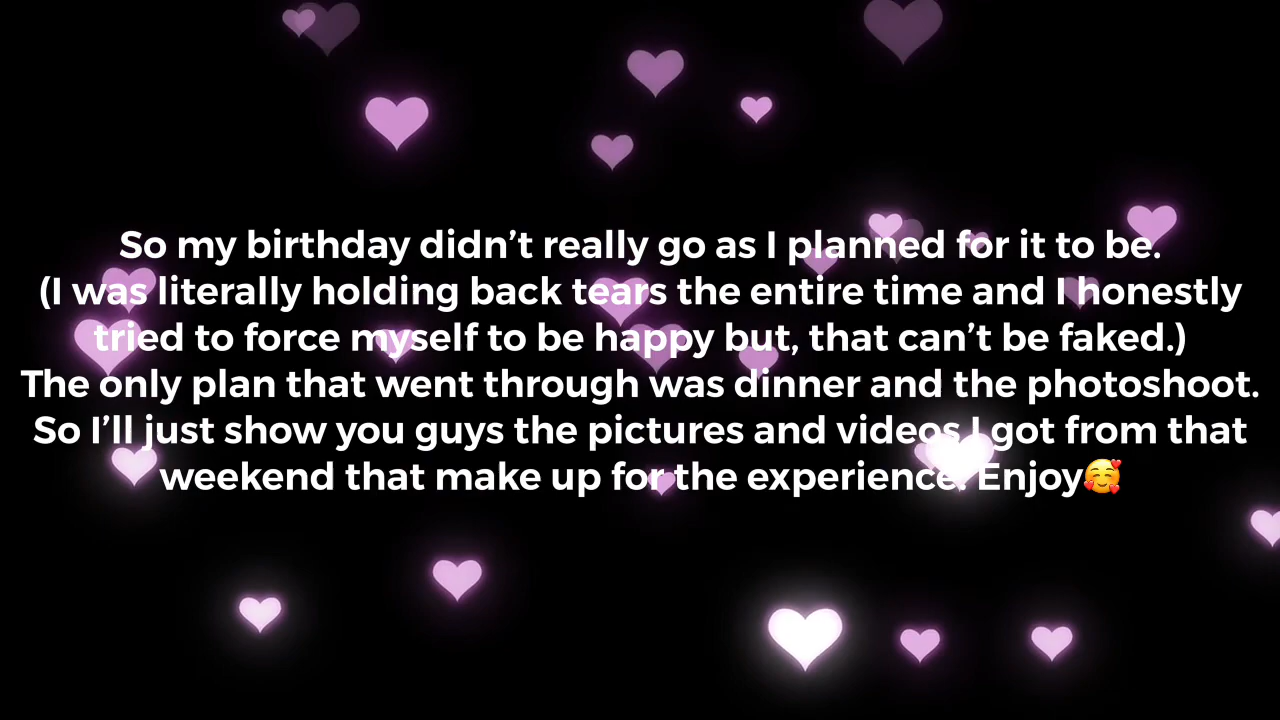 So my birthday didn’t really go as I planned for it to be.
(I was literally holding back tears the entire time and I honestly
tried to force myself to be happy but, that can’t be faked.)
The only plan that went through was dinner and the photoshoot.
So I’ll just show you guys the pictures and videos I got from that
weekend that make up for the experience. Enjoy🥰